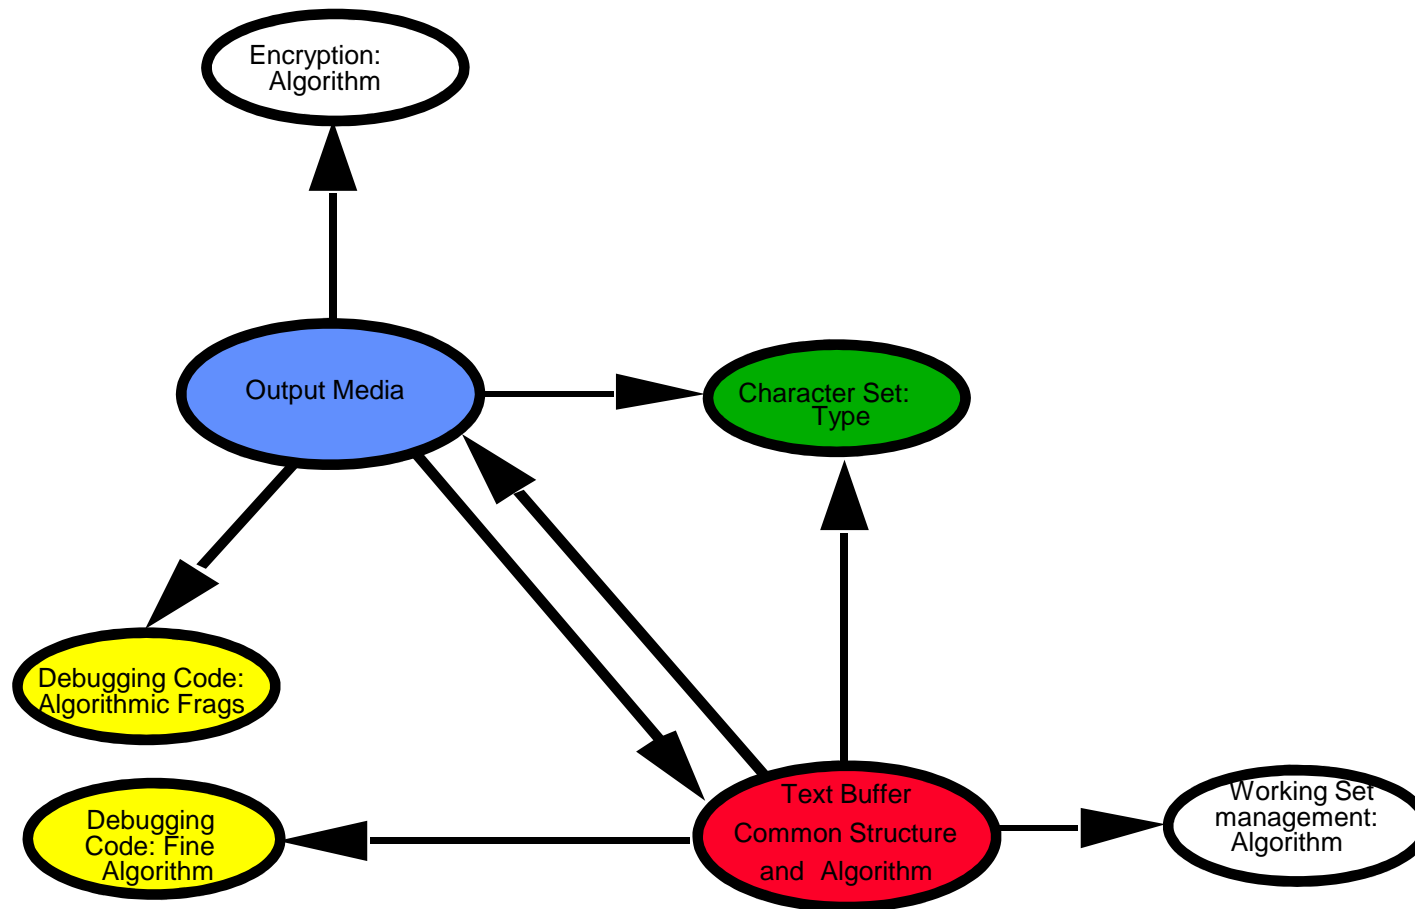 Encryption:
Algorithm
Output Media
Character Set:
Type
Debugging Code:
Algorithmic Frags
Debugging
Code: Fine
Algorithm
Text Buffer
Common Structure
and Algorithm
Working Set
management:
Algorithm